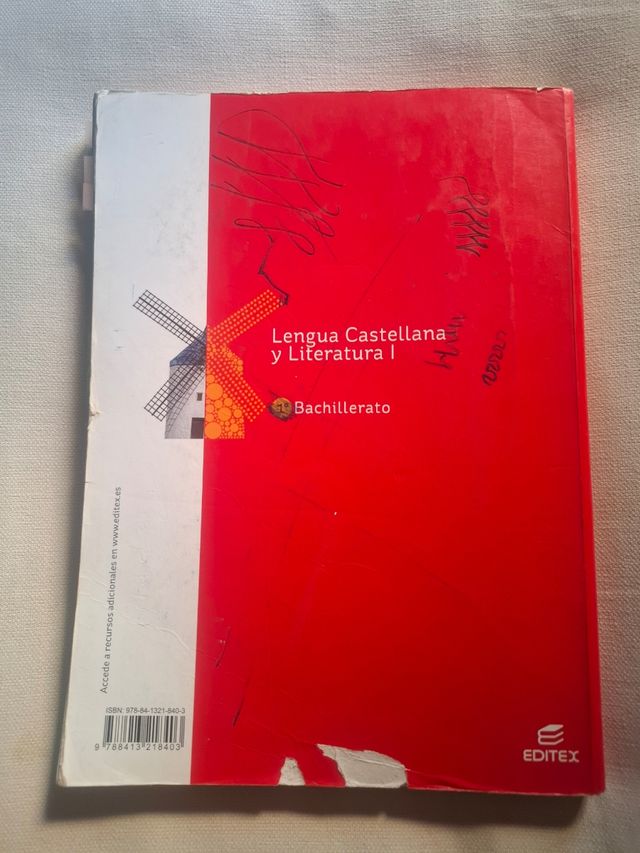 Lengua Castellana
y Literatura I
1º Bachillerato
Accede a recursos adicionales en www.editex.es
ISBN: 978-84-1321-840-3
9 788413 218403
EDITEX